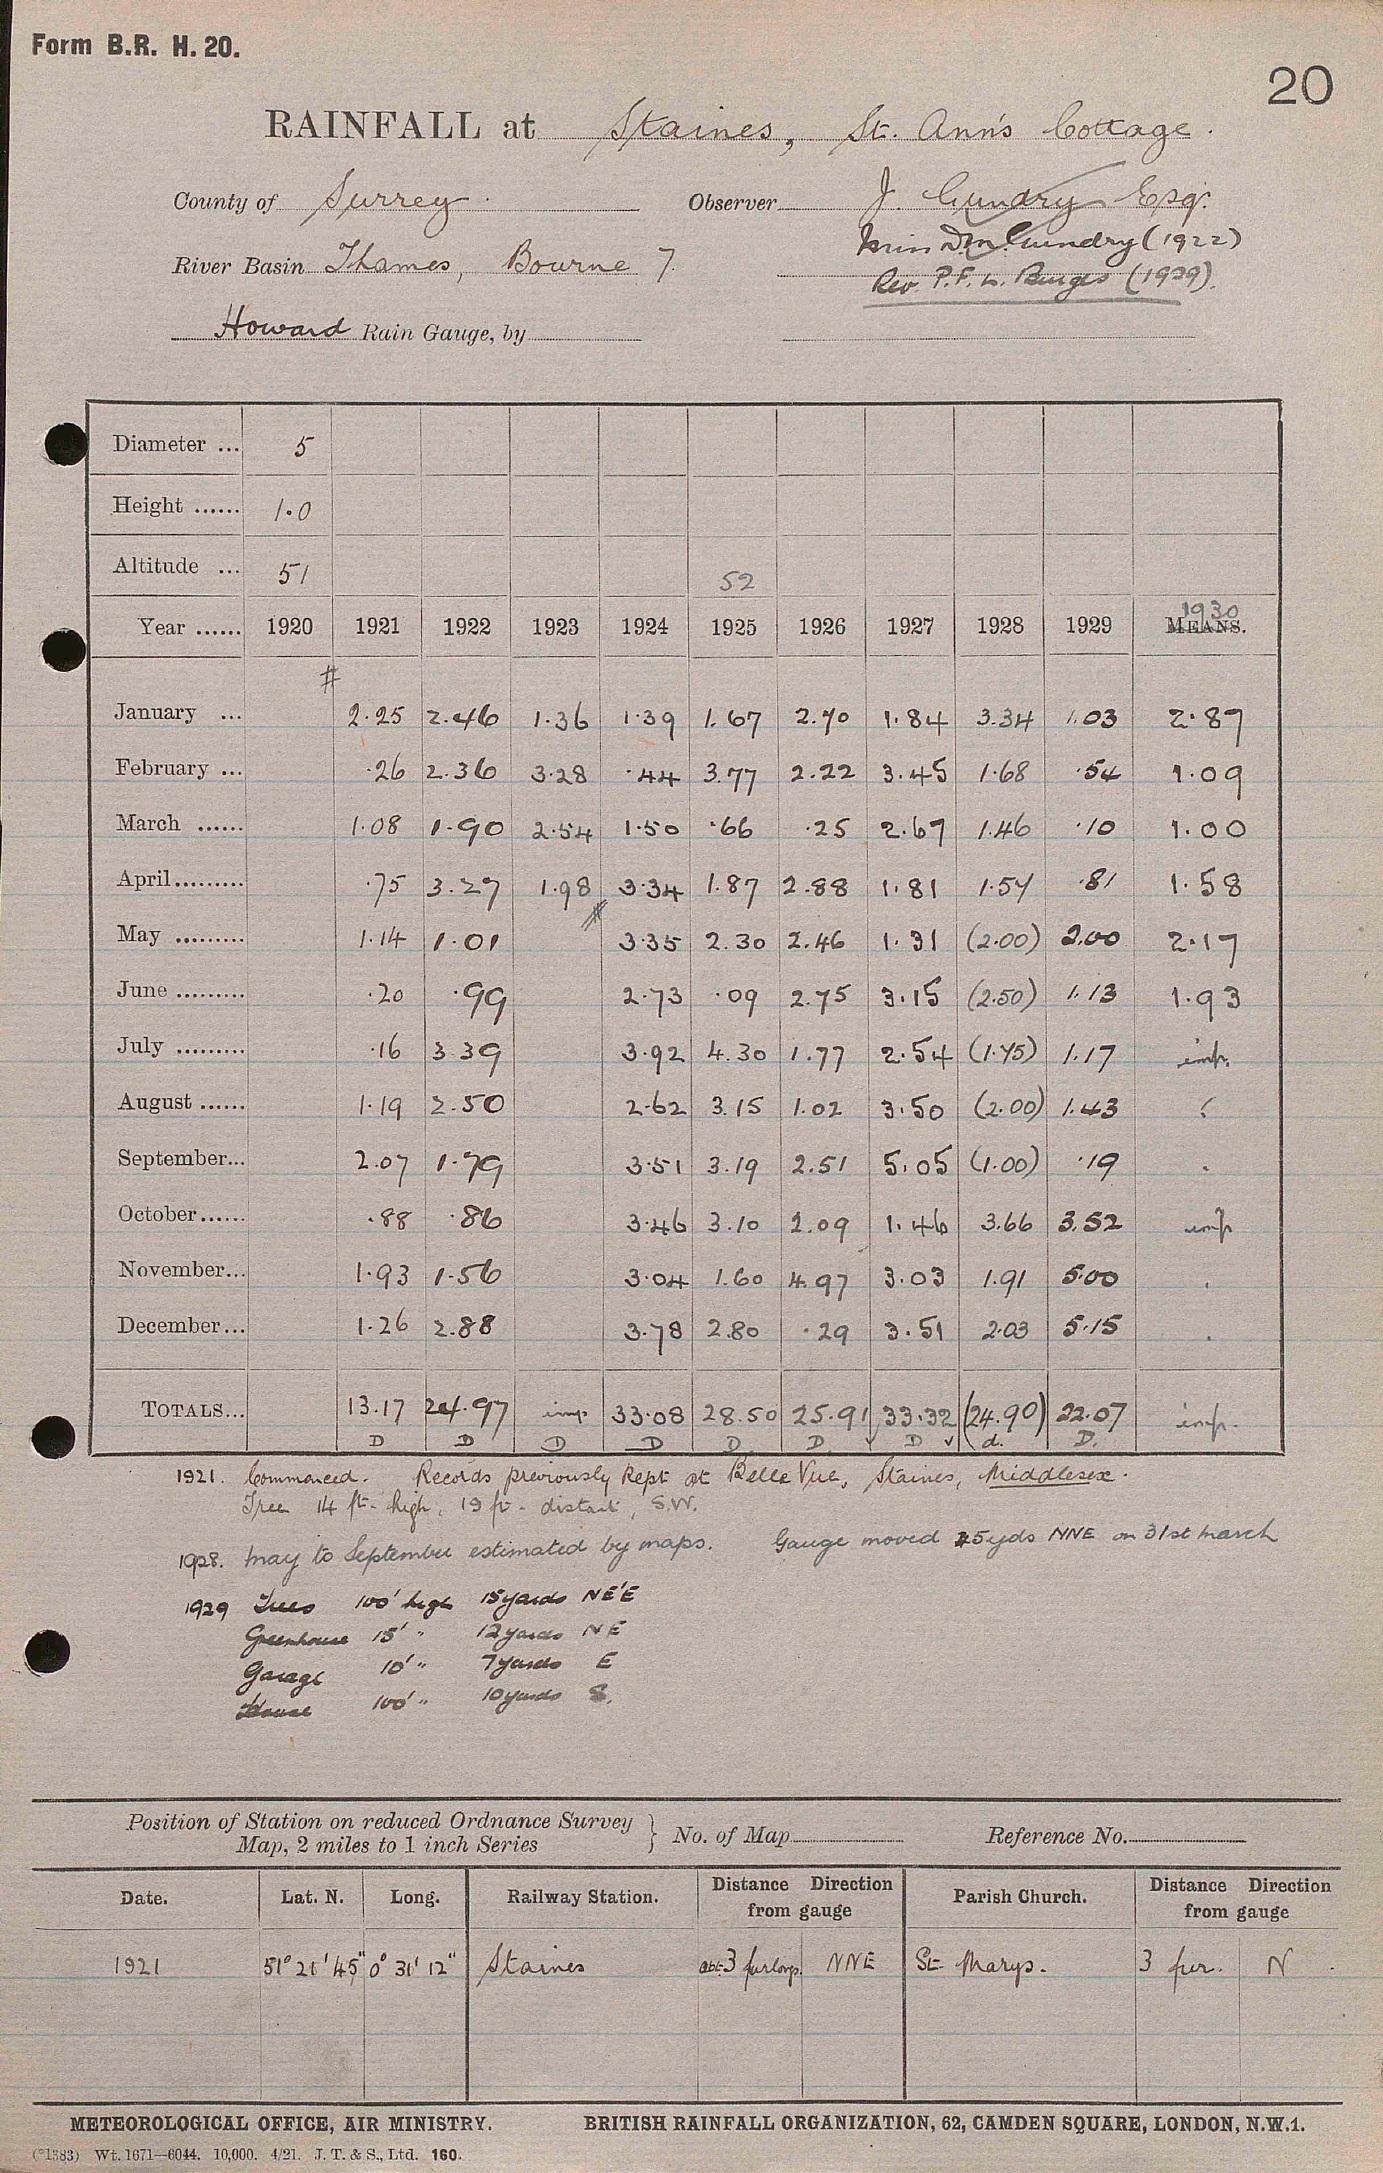 Form B.R. H. 20.
20
RAINFALL at Staines, St. Ann's Cottage.
County of Surrey. Observer J. Gundry Esqr.
River Basin Thames, Bourne 7. Miss D.M. Gundry (1922)
Rev. P.F.L. Burges (1929).
Howard Rain Gauge, by
Diameter ... 5
Height ...... 1.0
Altitude ... 51 52
Year ...... 1920 1921 1922 1923 1924 1925 1926 1927 1928 1929 MEANS. 1930
#
January ... 2.25 2.46 1.36 1.39 1.67 2.70 1.84 3.34 1.03 2.87
February ... .26 2.36 3.28 .44 3.77 2.22 3.45 1.68 .54 1.09
March ...... 1.08 1.90 2.54 1.50 .66 .25 2.67 1.46 .10 1.00
April ......... .75 3.27 1.98 3.34 1.87 2.88 1.81 1.57 .81 1.58
#
May ......... 1.14 1.01 3.35 2.30 2.46 1.31 (2.00) 2.00 2.17
June ......... .20 .99 2.73 .09 2.75 3.15 (2.50) 1.13 1.93
July ......... .16 3.39 3.92 4.30 1.77 2.54 (1.75) 1.17 imp.
August ...... 1.19 2.50 2.62 3.15 1.02 3.50 (2.00) 1.43
September... 2.07 1.79 3.51 3.19 2.51 5.05 (1.00) .19
October ...... .88 .86 3.46 3.10 2.09 1.46 3.66 3.52 imp
November... 1.93 1.56 3.04 1.60 4.97 3.03 1.91 5.00
December... 1.26 2.88 3.78 2.80 .29 3.51 2.03 5.15
TOTALS... 13.17 24.97 imp 33.08 28.50 25.91 33.32 (24.90) 22.07 imp.
D D D D D. D. D d. D.
1921. Commenced. Records previously kept at Belle Vue, Staines, Middlesex.
Tree 14 ft. high, 19 ft. distant, S.W.
1928. May to September estimated by maps. Gauge moved 35yds NNE on 31st March
1929 Trees 100' high 15 yards NE'E
Greenhouse 15' " 12 yards NE
Garage 10' " 7 yards E
House 100' " 10 yards S.
Position of Station on reduced Ordnance Survey
Map, 2 miles to 1 inch Series } No. of Map Reference No.
Date. Lat. N. Long. Railway Station. Distance Direction from gauge Parish Church. Distance Direction from gauge
1921 51° 21' 45" 0° 31' 12" Staines abt 3 furlongs. NNE St. Marys. 3 fur. N
METEOROLOGICAL OFFICE, AIR MINISTRY. BRITISH RAINFALL ORGANIZATION, 62, CAMDEN SQUARE, LONDON, N.W.1.
(*1383) Wt. 1671—6044. 10,000. 4/21. J. T. & S., Ltd. 160.